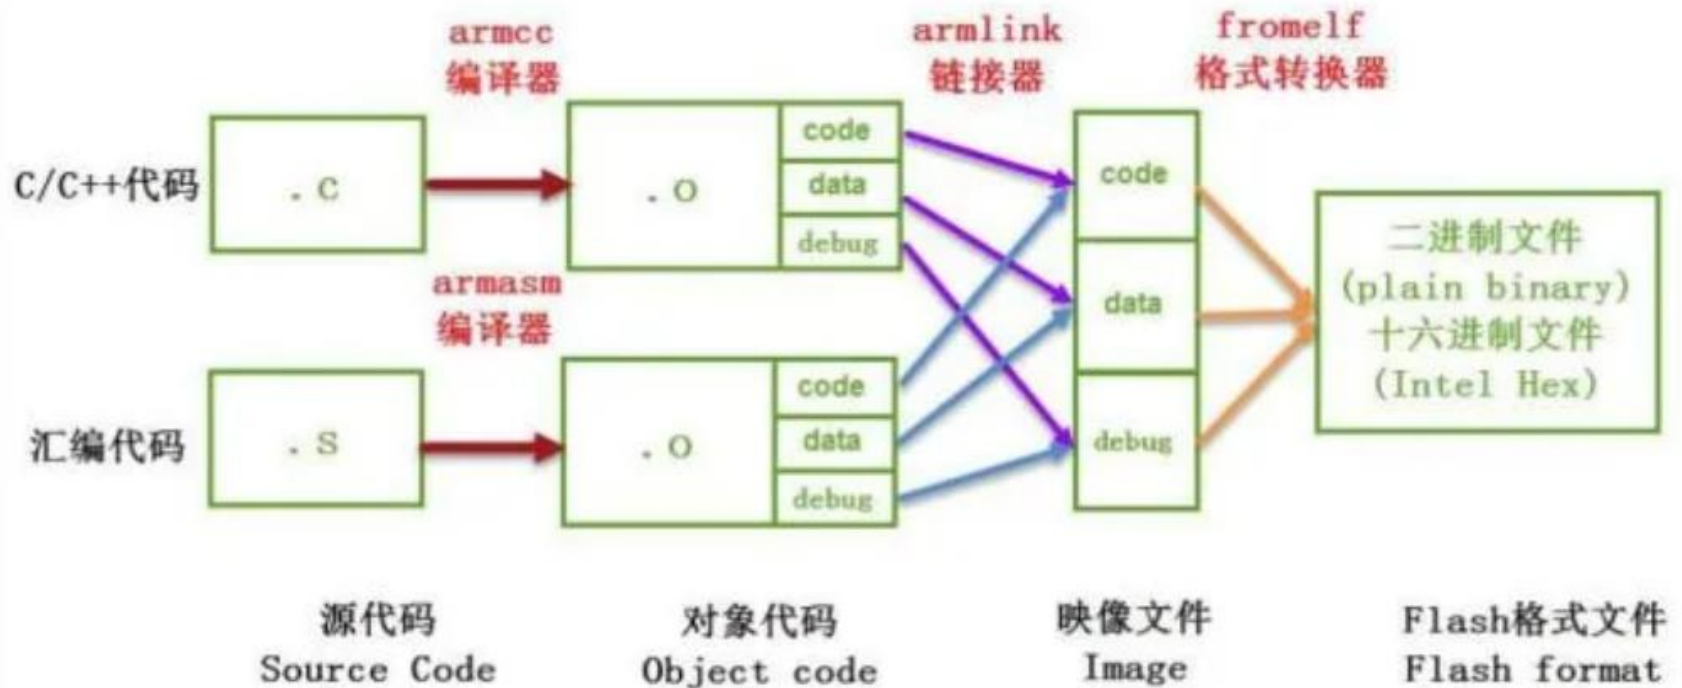 armcc
编译器
armlink
链接器
fromelf
格式转换器
C/C++代码
.C
.O
code
data
debug
armasm
编译器
汇编代码
.S
.O
code
data
debug
code
data
debug
二进制文件
(plain binary)
十六进制文件
(Intel Hex)
源代码
Source Code
对象代码
Object code
映像文件
Image
Flash格式文件
Flash format